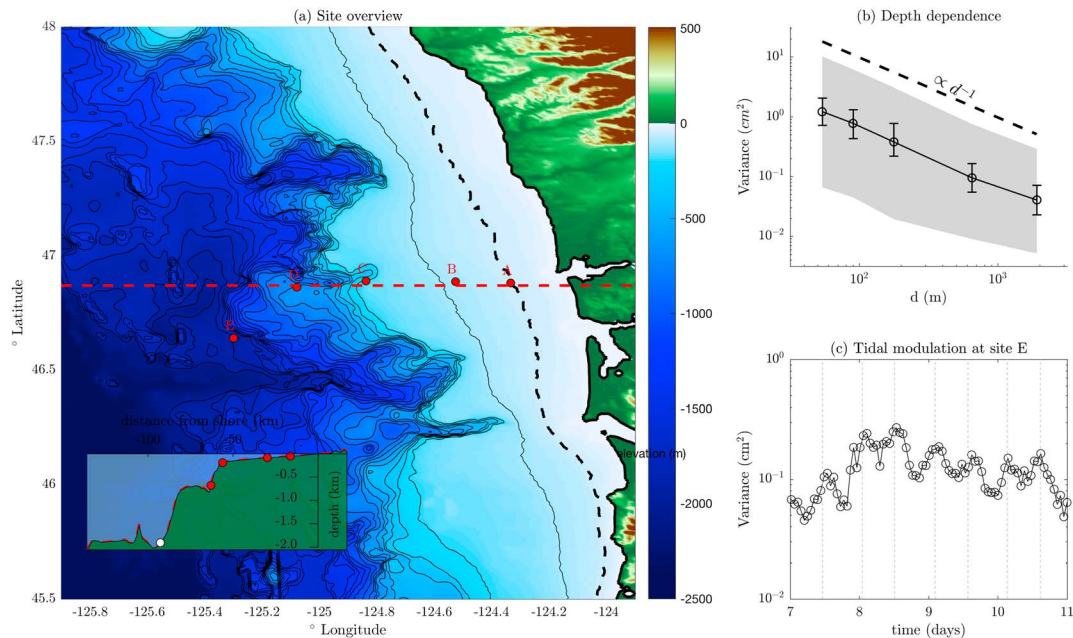 (a) Site overview
48
47.5
47
46.5
46
45.5
° Latitude
-125.8
-125.6
-125.4
-125.2
-125
-124.8
-124.6
-124.4
-124.2
-124
° Longitude
E
D
C
B
A
distance from shore (km)
-100
-50
-0.5
-1.0
-1.5
-2.0
depth (km)
500
0
-500
-1000
-1500
-2000
-2500
elevation (m)
(b) Depth dependence
10¹
10⁰
10⁻¹
10⁻²
Variance (cm²)
∝ d⁻¹
10²
10³
d (m)
(c) Tidal modulation at site E
10⁰
10⁻¹
10⁻²
Variance (cm²)
7
8
9
10
11
time (days)